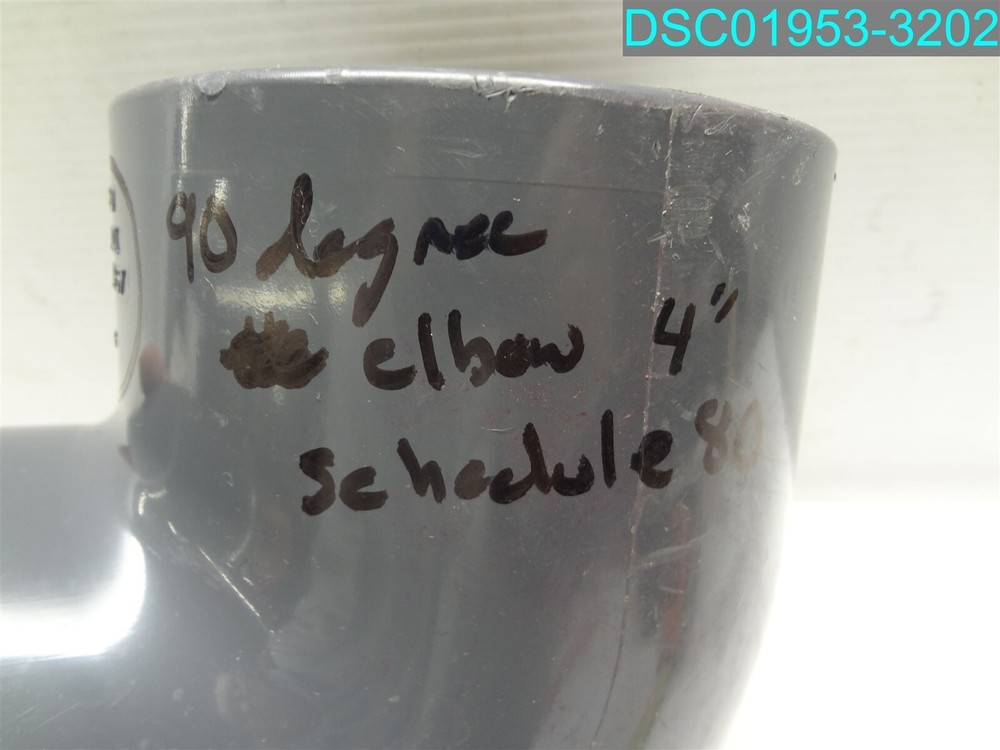 DSC01953-3202
90 degree
elbow 4"
schedule 80